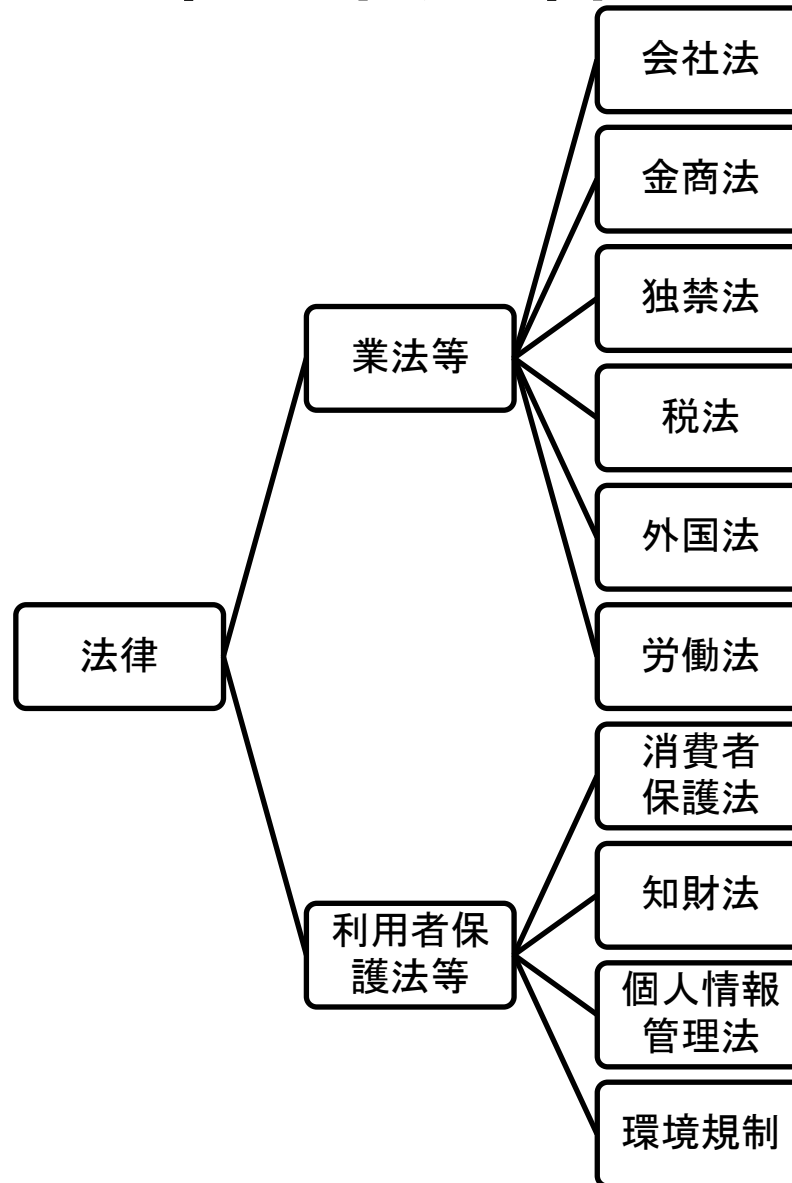 会社法
金商法
独禁法
業法等
税法
外国法
法律
労働法
消費者
保護法
知財法
利用者保
護法等
個人情報
管理法
環境規制